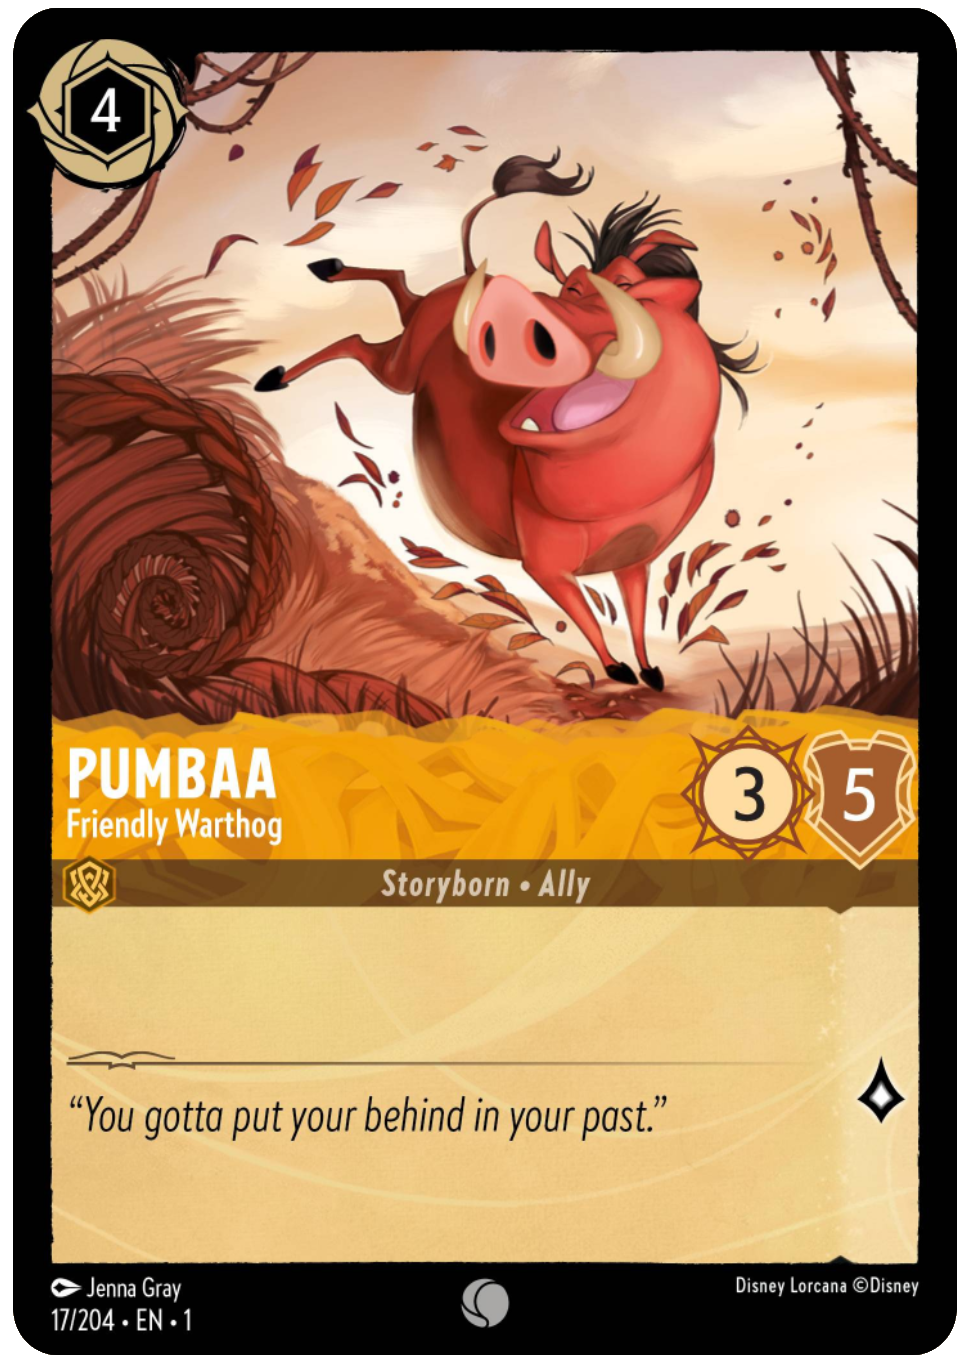 4
PUMBAA
Friendly Warthog
3
5
Storyborn • Ally
“You gotta put your behind in your past.”
Jenna Gray
17/204 • EN • 1
Disney Lorcana ©Disney